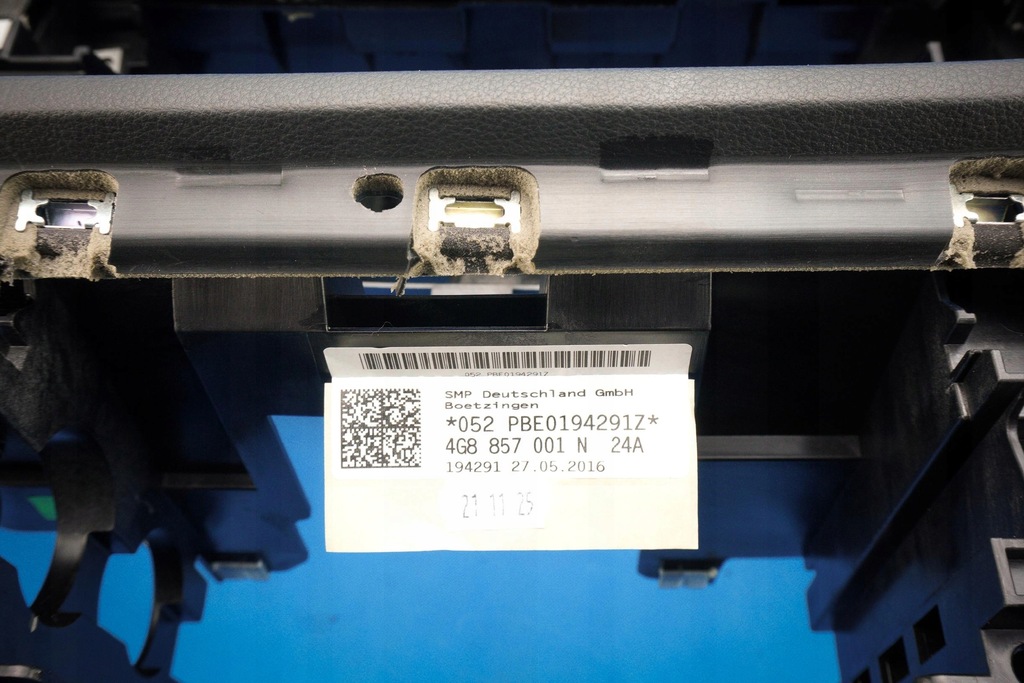 052 PBE0194291Z
SMP Deutschland GmbH
Boetzingen
*052 PBE0194291Z*
4G8 857 001 N 24A
194291 27.05.2016
21 11 25